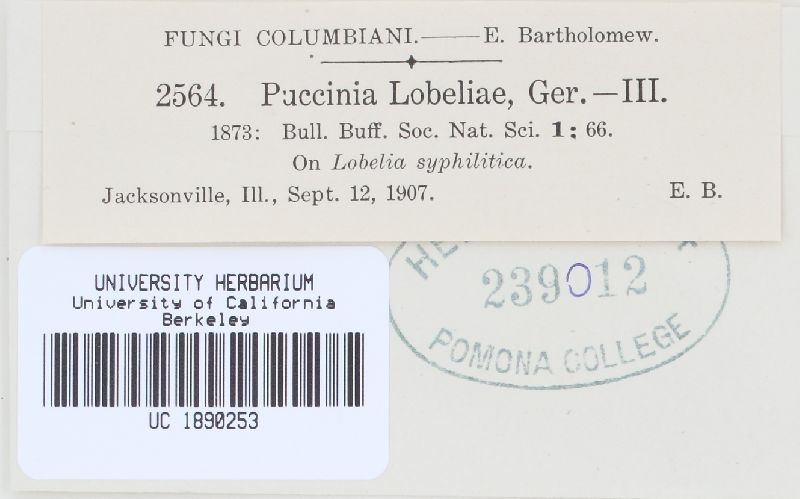 FUNGI COLUMBIANI.——E. Bartholomew.
2564. Puccinia Lobeliae, Ger.—III.
1873: Bull. Buff. Soc. Nat. Sci. 1: 66.
On Lobelia syphilitica.
Jacksonville, Ill., Sept. 12, 1907. E. B.
239012
POMONA COLLEGE
UNIVERSITY HERBARIUM
University of California
Berkeley
UC 1890253